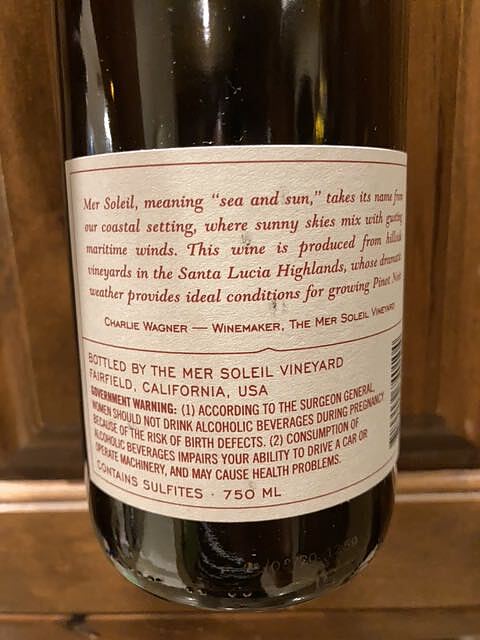 Mer Soleil, meaning "sea and sun," takes its name from
our coastal setting, where sunny skies mix with gusting
maritime winds. This wine is produced from hillside
vineyards in the Santa Lucia Highlands, whose dramatic
weather provides ideal conditions for growing Pinot Noir.
CHARLIE WAGNER — WINEMAKER, THE MER SOLEIL VINEYARD
BOTTLED BY THE MER SOLEIL VINEYARD
FAIRFIELD, CALIFORNIA, USA
GOVERNMENT WARNING: (1) ACCORDING TO THE SURGEON GENERAL,
WOMEN SHOULD NOT DRINK ALCOHOLIC BEVERAGES DURING PREGNANCY
BECAUSE OF THE RISK OF BIRTH DEFECTS. (2) CONSUMPTION OF
ALCOHOLIC BEVERAGES IMPAIRS YOUR ABILITY TO DRIVE A CAR OR
OPERATE MACHINERY, AND MAY CAUSE HEALTH PROBLEMS.
CONTAINS SULFITES · 750 ML